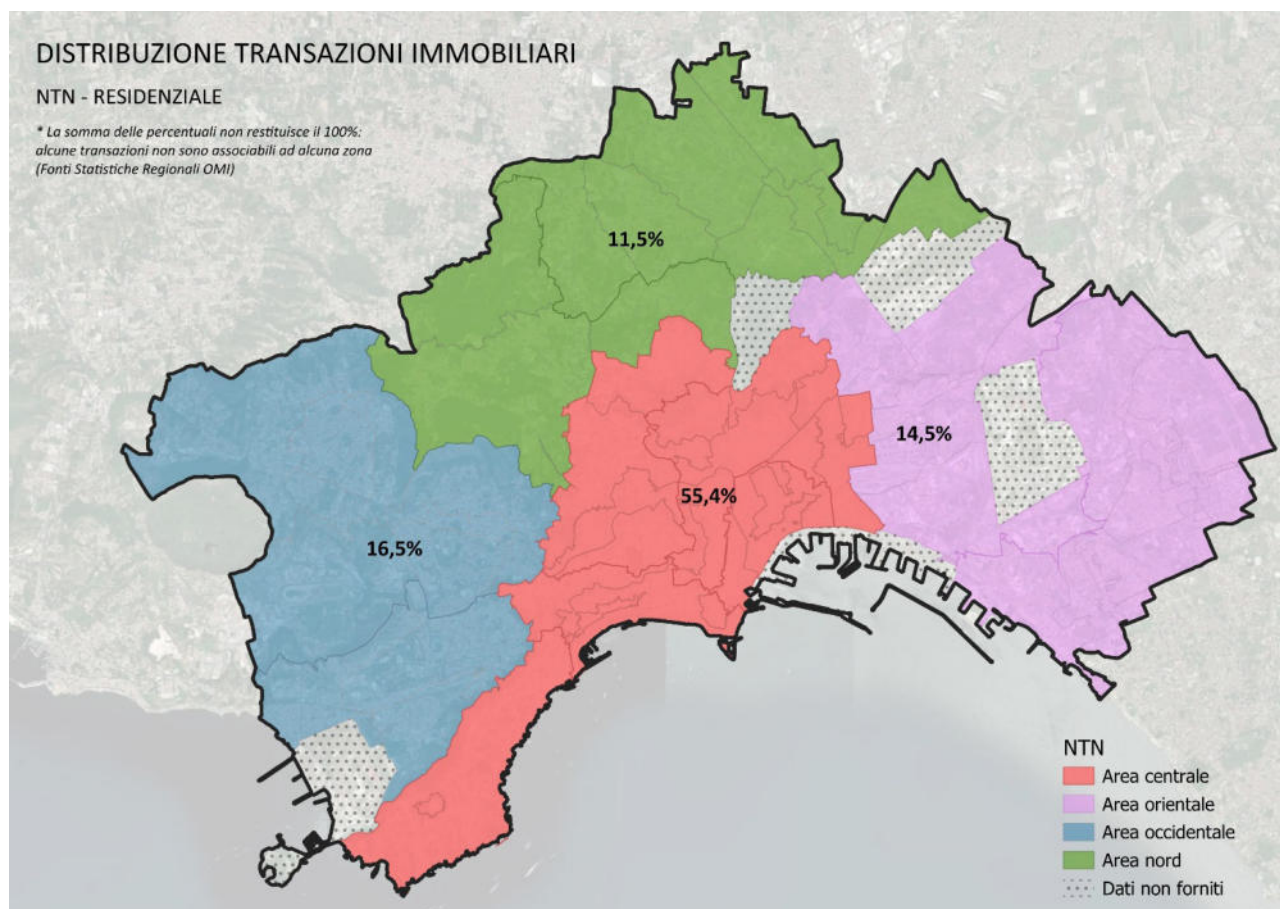 DISTRIBUZIONE TRANSAZIONI IMMOBILIARI
NTN - RESIDENZIALE
* La somma delle percentuali non restituisce il 100%:
alcune transazioni non sono associabili ad alcuna zona
(Fonti Statistiche Regionali OMI)
11,5%
14,5%
55,4%
16,5%
NTN
Area centrale
Area orientale
Area occidentale
Area nord
Dati non forniti